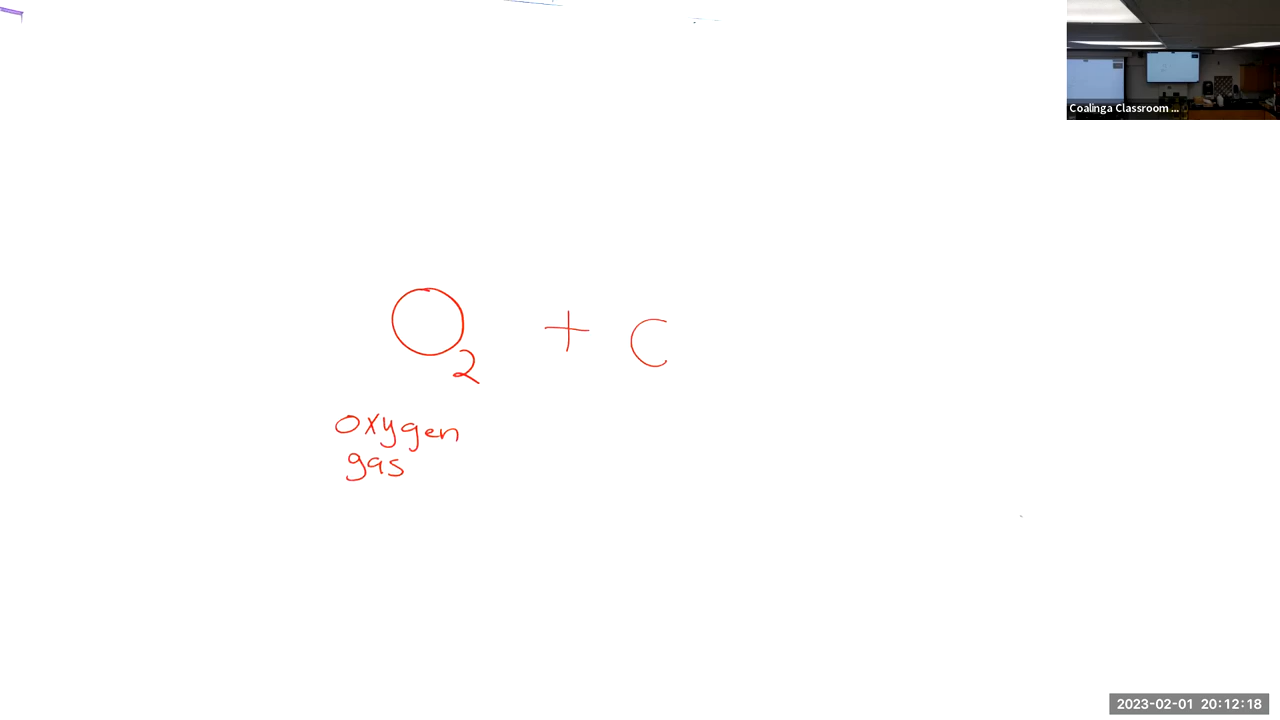 Coalinga Classroom ...
O₂ + C
oxygen
gas
2023-02-01 20:12:18